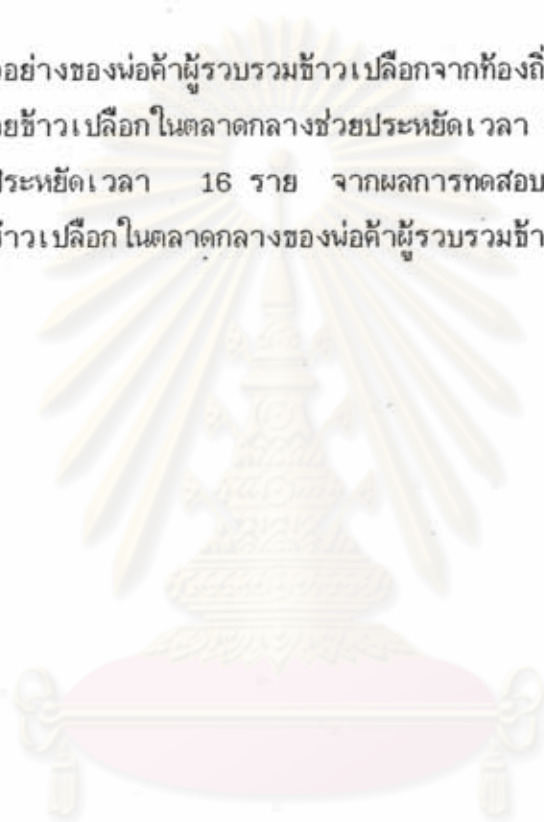 วอย่างของพ่อค้าผู้รวบรวมข้าวเปลือกจากท้องถิ่
ยข้าวเปลือกในตลาดกลางช่วยประหยัดเวลา
ประหยัดเวลา 16 ราย จากผลการทดสอบ
ข้าวเปลือกในตลาดกลางของพ่อค้าผู้รวบรวมข้า